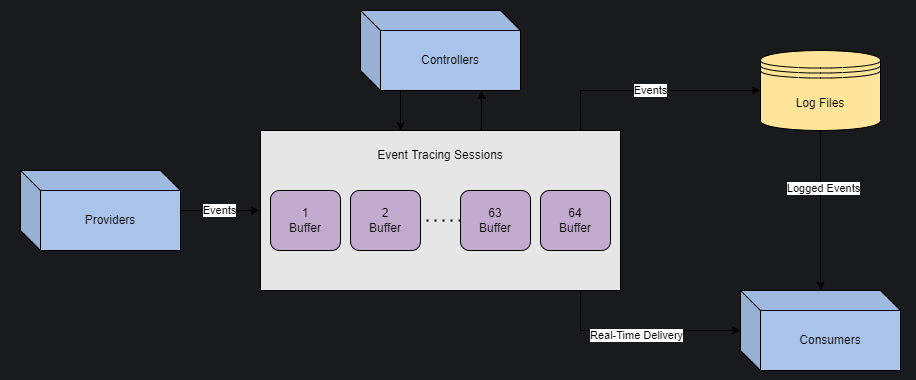 Controllers
Events
Log Files
Event Tracing Sessions
Logged Events
Providers
Events
1
Buffer
2
Buffer
.....
63
Buffer
64
Buffer
Real-Time Delivery
Consumers